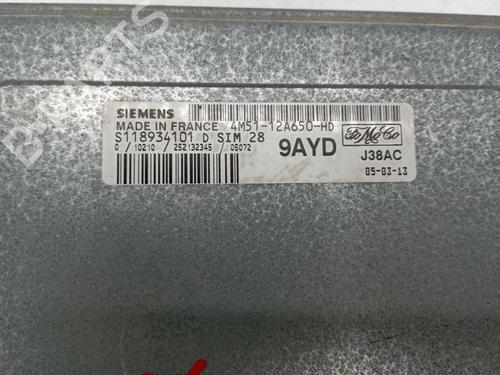 SIEMENS
MADE IN FRANCE 4M51-12A650-HD
S118934101 D SIM 28
0 /10210 /252132345 /05072
9AYD
J38AC
05-03-13